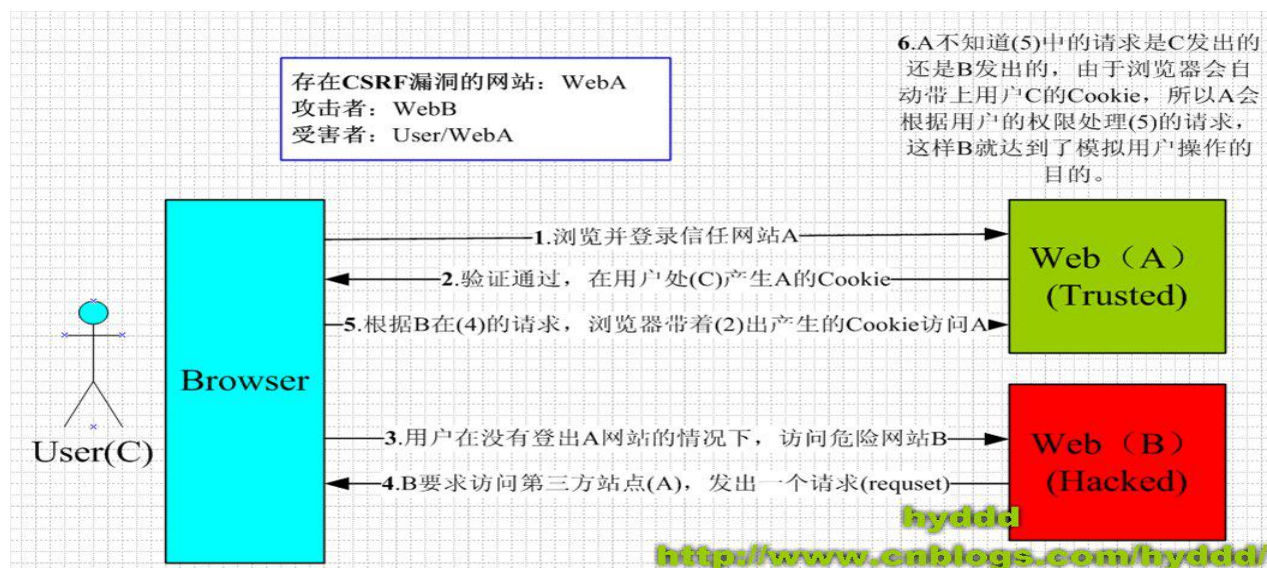 存在CSRF漏洞的网站：WebA
攻击者：WebB
受害者：User/WebA
6.A不知道(5)中的请求是C发出的
还是B发出的，由于浏览器会自
动带上用户C的Cookie，所以A会
根据用户的权限处理(5)的请求，
这样B就达到了模拟用户操作的
目的。
1.浏览并登录信任网站A
2.验证通过，在用户处(C)产生A的Cookie
5.根据B在(4)的请求，浏览器带着(2)出产生的Cookie访问A
Web（A）
(Trusted)
Browser
User(C)
3.用户在没有登出A网站的情况下，访问危险网站B
4.B要求访问第三方站点(A)，发出一个请求(requset)
Web（B）
(Hacked)
hyddd
http://www.cnblogs.com/hyddd/